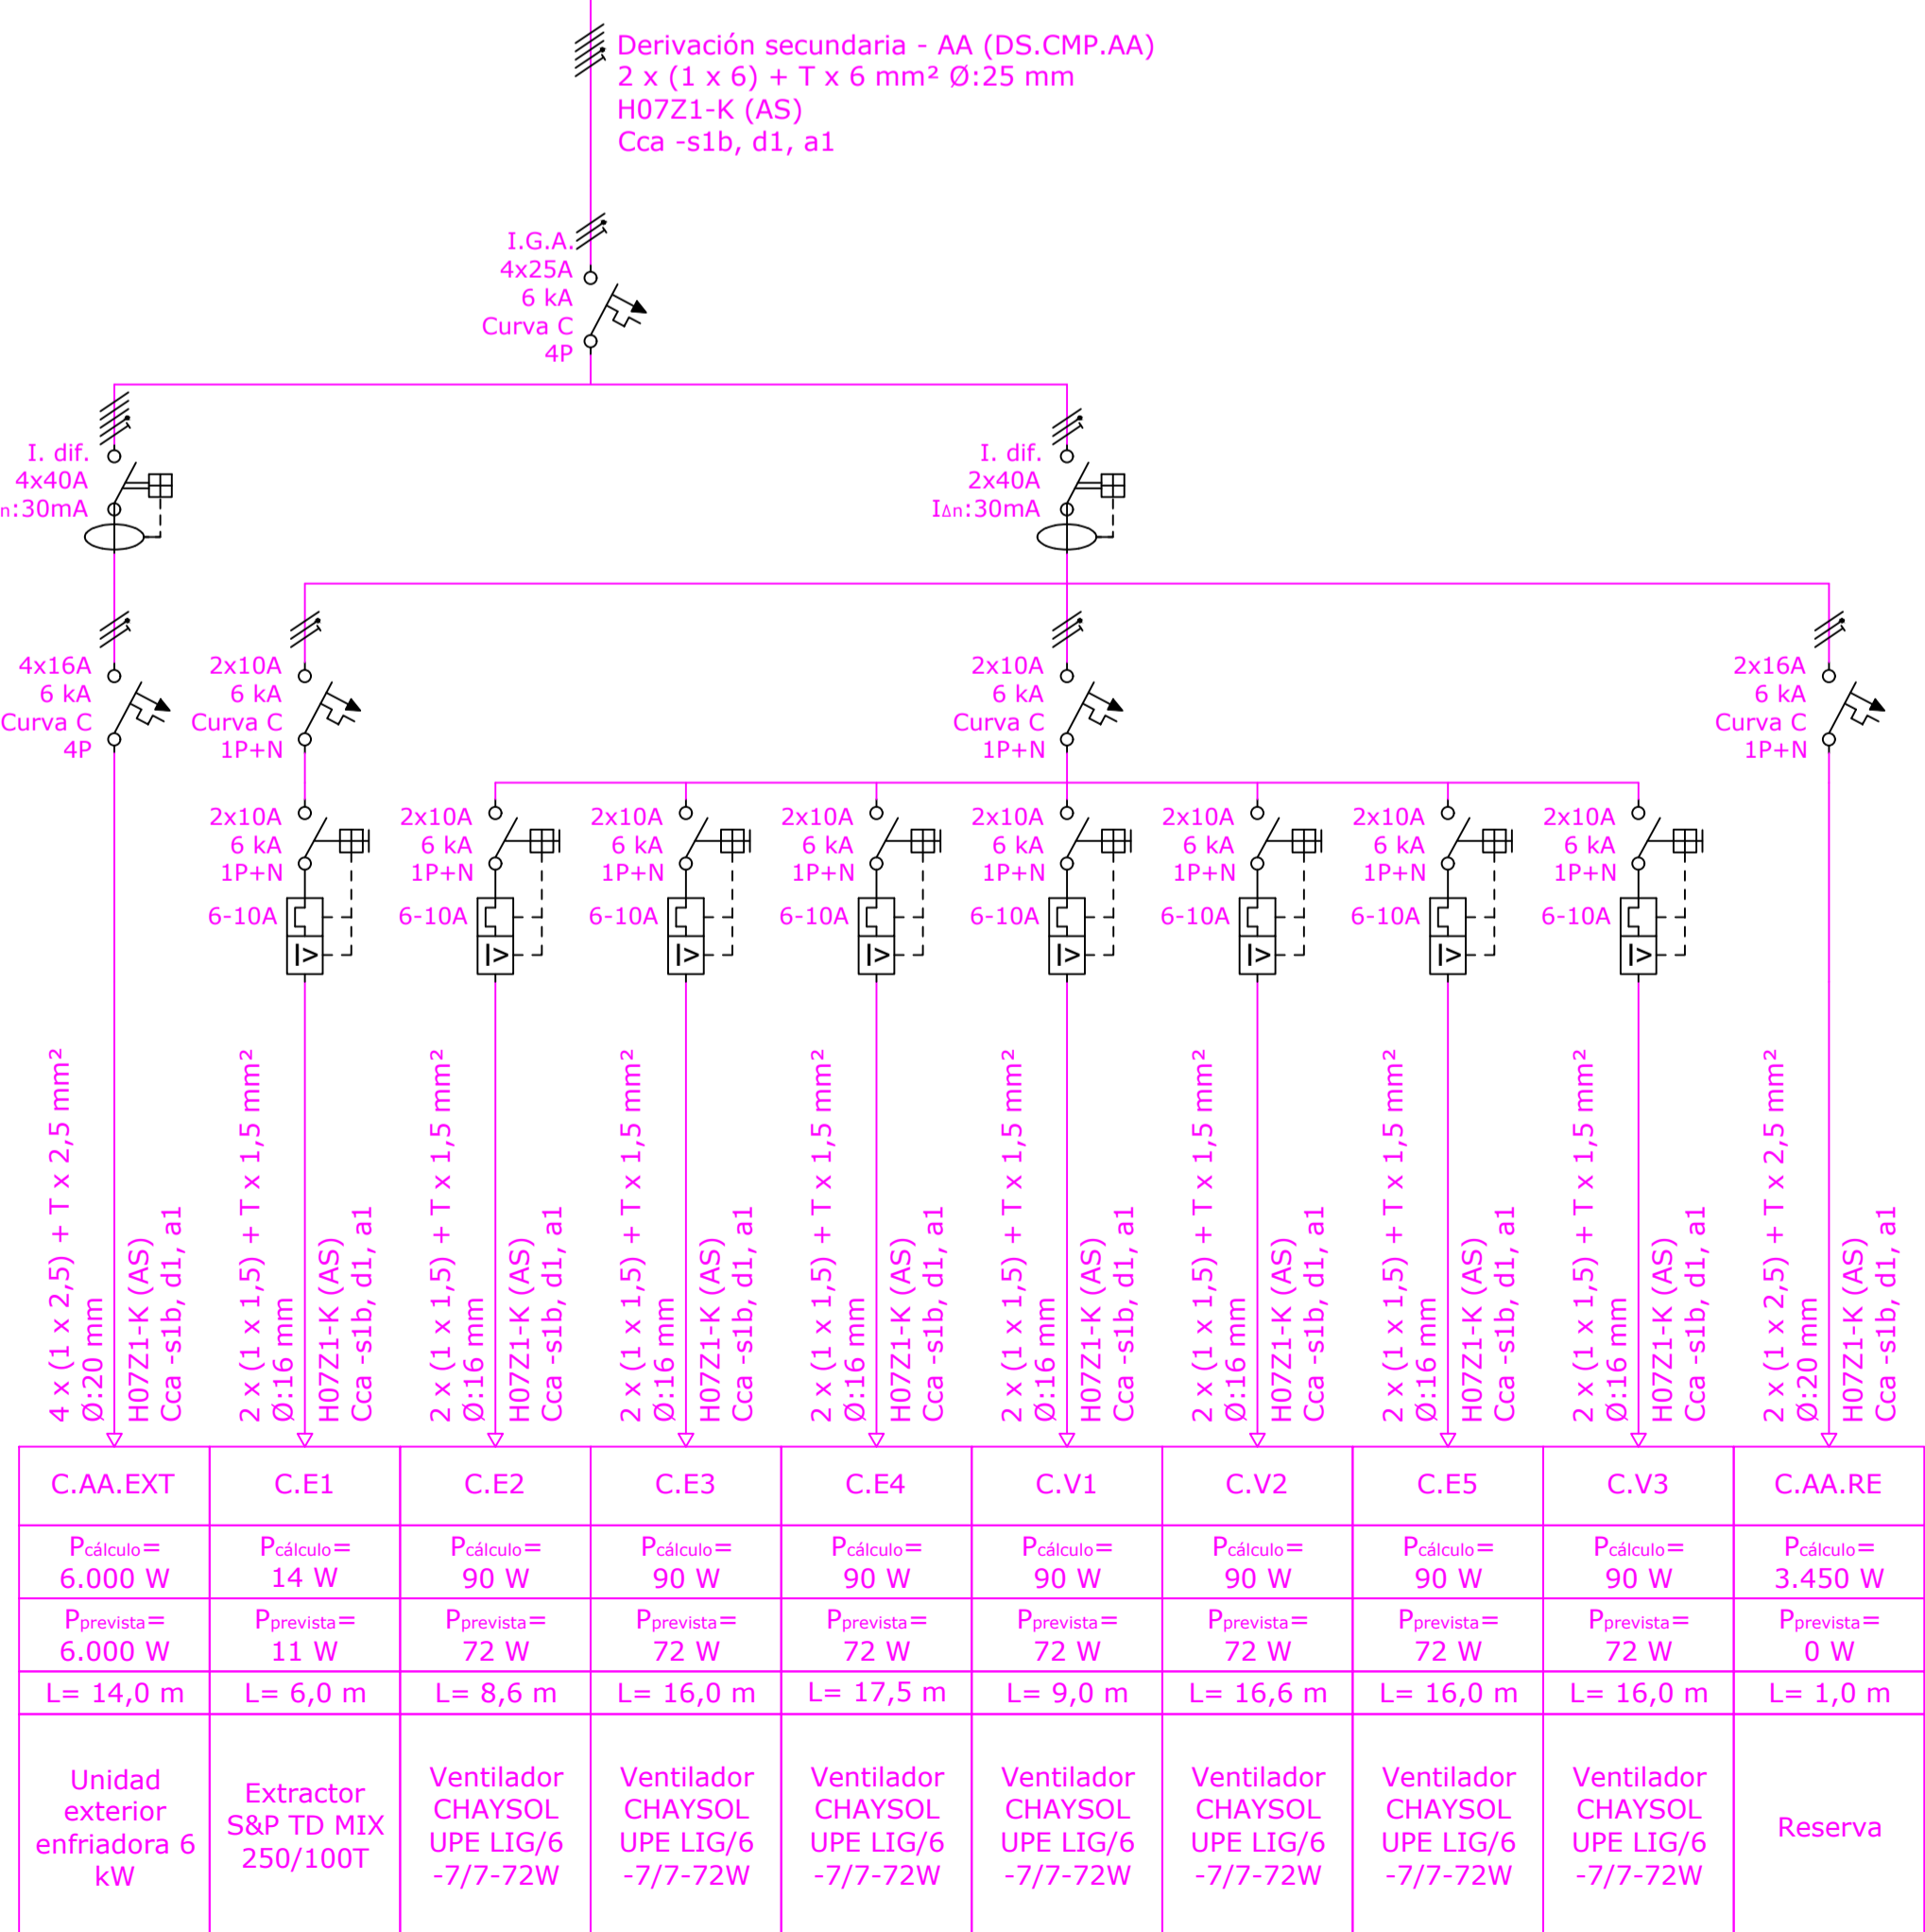 Derivación secundaria - AA (DS.CMP.AA)
2 x (1 x 6) + T x 6 mm² Ø:25 mm
H07Z1-K (AS)
Cca -s1b, d1, a1
I.G.A.
4x25A
6 kA
Curva C
4P
I. dif.
4x40A
n:30mA
I. dif.
2x40A
IΔn:30mA
4x16A
6 kA
Curva C
4P
2x10A
6 kA
Curva C
1P+N
2x10A
6 kA
Curva C
1P+N
2x16A
6 kA
Curva C
1P+N
2x10A
6 kA
1P+N
6-10A
2x10A
6 kA
1P+N
6-10A
2x10A
6 kA
1P+N
6-10A
2x10A
6 kA
1P+N
6-10A
2x10A
6 kA
1P+N
6-10A
2x10A
6 kA
1P+N
6-10A
2x10A
6 kA
1P+N
6-10A
2x10A
6 kA
1P+N
6-10A
4 x (1 x 2,5) + T x 2,5 mm²
Ø:20 mm
H07Z1-K (AS)
Cca -s1b, d1, a1
2 x (1 x 1,5) + T x 1,5 mm²
Ø:16 mm
H07Z1-K (AS)
Cca -s1b, d1, a1
2 x (1 x 1,5) + T x 1,5 mm²
Ø:16 mm
H07Z1-K (AS)
Cca -s1b, d1, a1
2 x (1 x 1,5) + T x 1,5 mm²
Ø:16 mm
H07Z1-K (AS)
Cca -s1b, d1, a1
2 x (1 x 1,5) + T x 1,5 mm²
Ø:16 mm
H07Z1-K (AS)
Cca -s1b, d1, a1
2 x (1 x 1,5) + T x 1,5 mm²
Ø:16 mm
H07Z1-K (AS)
Cca -s1b, d1, a1
2 x (1 x 1,5) + T x 1,5 mm²
Ø:16 mm
H07Z1-K (AS)
Cca -s1b, d1, a1
2 x (1 x 1,5) + T x 1,5 mm²
Ø:16 mm
H07Z1-K (AS)
Cca -s1b, d1, a1
2 x (1 x 1,5) + T x 1,5 mm²
Ø:16 mm
H07Z1-K (AS)
Cca -s1b, d1, a1
2 x (1 x 2,5) + T x 2,5 mm²
Ø:20 mm
H07Z1-K (AS)
Cca -s1b, d1, a1
C.AA.EXT
Pcálculo=
6.000 W
Pprevista=
6.000 W
L= 14,0 m
Unidad
exterior
enfriadora 6
kW
C.E1
Pcálculo=
14 W
Pprevista=
11 W
L= 6,0 m
Extractor
S&P TD MIX
250/100T
C.E2
Pcálculo=
90 W
Pprevista=
72 W
L= 8,6 m
Ventilador
CHAYSOL
UPE LIG/6
-7/7-72W
C.E3
Pcálculo=
90 W
Pprevista=
72 W
L= 16,0 m
Ventilador
CHAYSOL
UPE LIG/6
-7/7-72W
C.E4
Pcálculo=
90 W
Pprevista=
72 W
L= 17,5 m
Ventilador
CHAYSOL
UPE LIG/6
-7/7-72W
C.V1
Pcálculo=
90 W
Pprevista=
72 W
L= 9,0 m
Ventilador
CHAYSOL
UPE LIG/6
-7/7-72W
C.V2
Pcálculo=
90 W
Pprevista=
72 W
L= 16,6 m
Ventilador
CHAYSOL
UPE LIG/6
-7/7-72W
C.E5
Pcálculo=
90 W
Pprevista=
72 W
L= 16,0 m
Ventilador
CHAYSOL
UPE LIG/6
-7/7-72W
C.V3
Pcálculo=
90 W
Pprevista=
72 W
L= 16,0 m
Ventilador
CHAYSOL
UPE LIG/6
-7/7-72W
C.AA.RE
Pcálculo=
3.450 W
Pprevista=
0 W
L= 1,0 m
Reserva